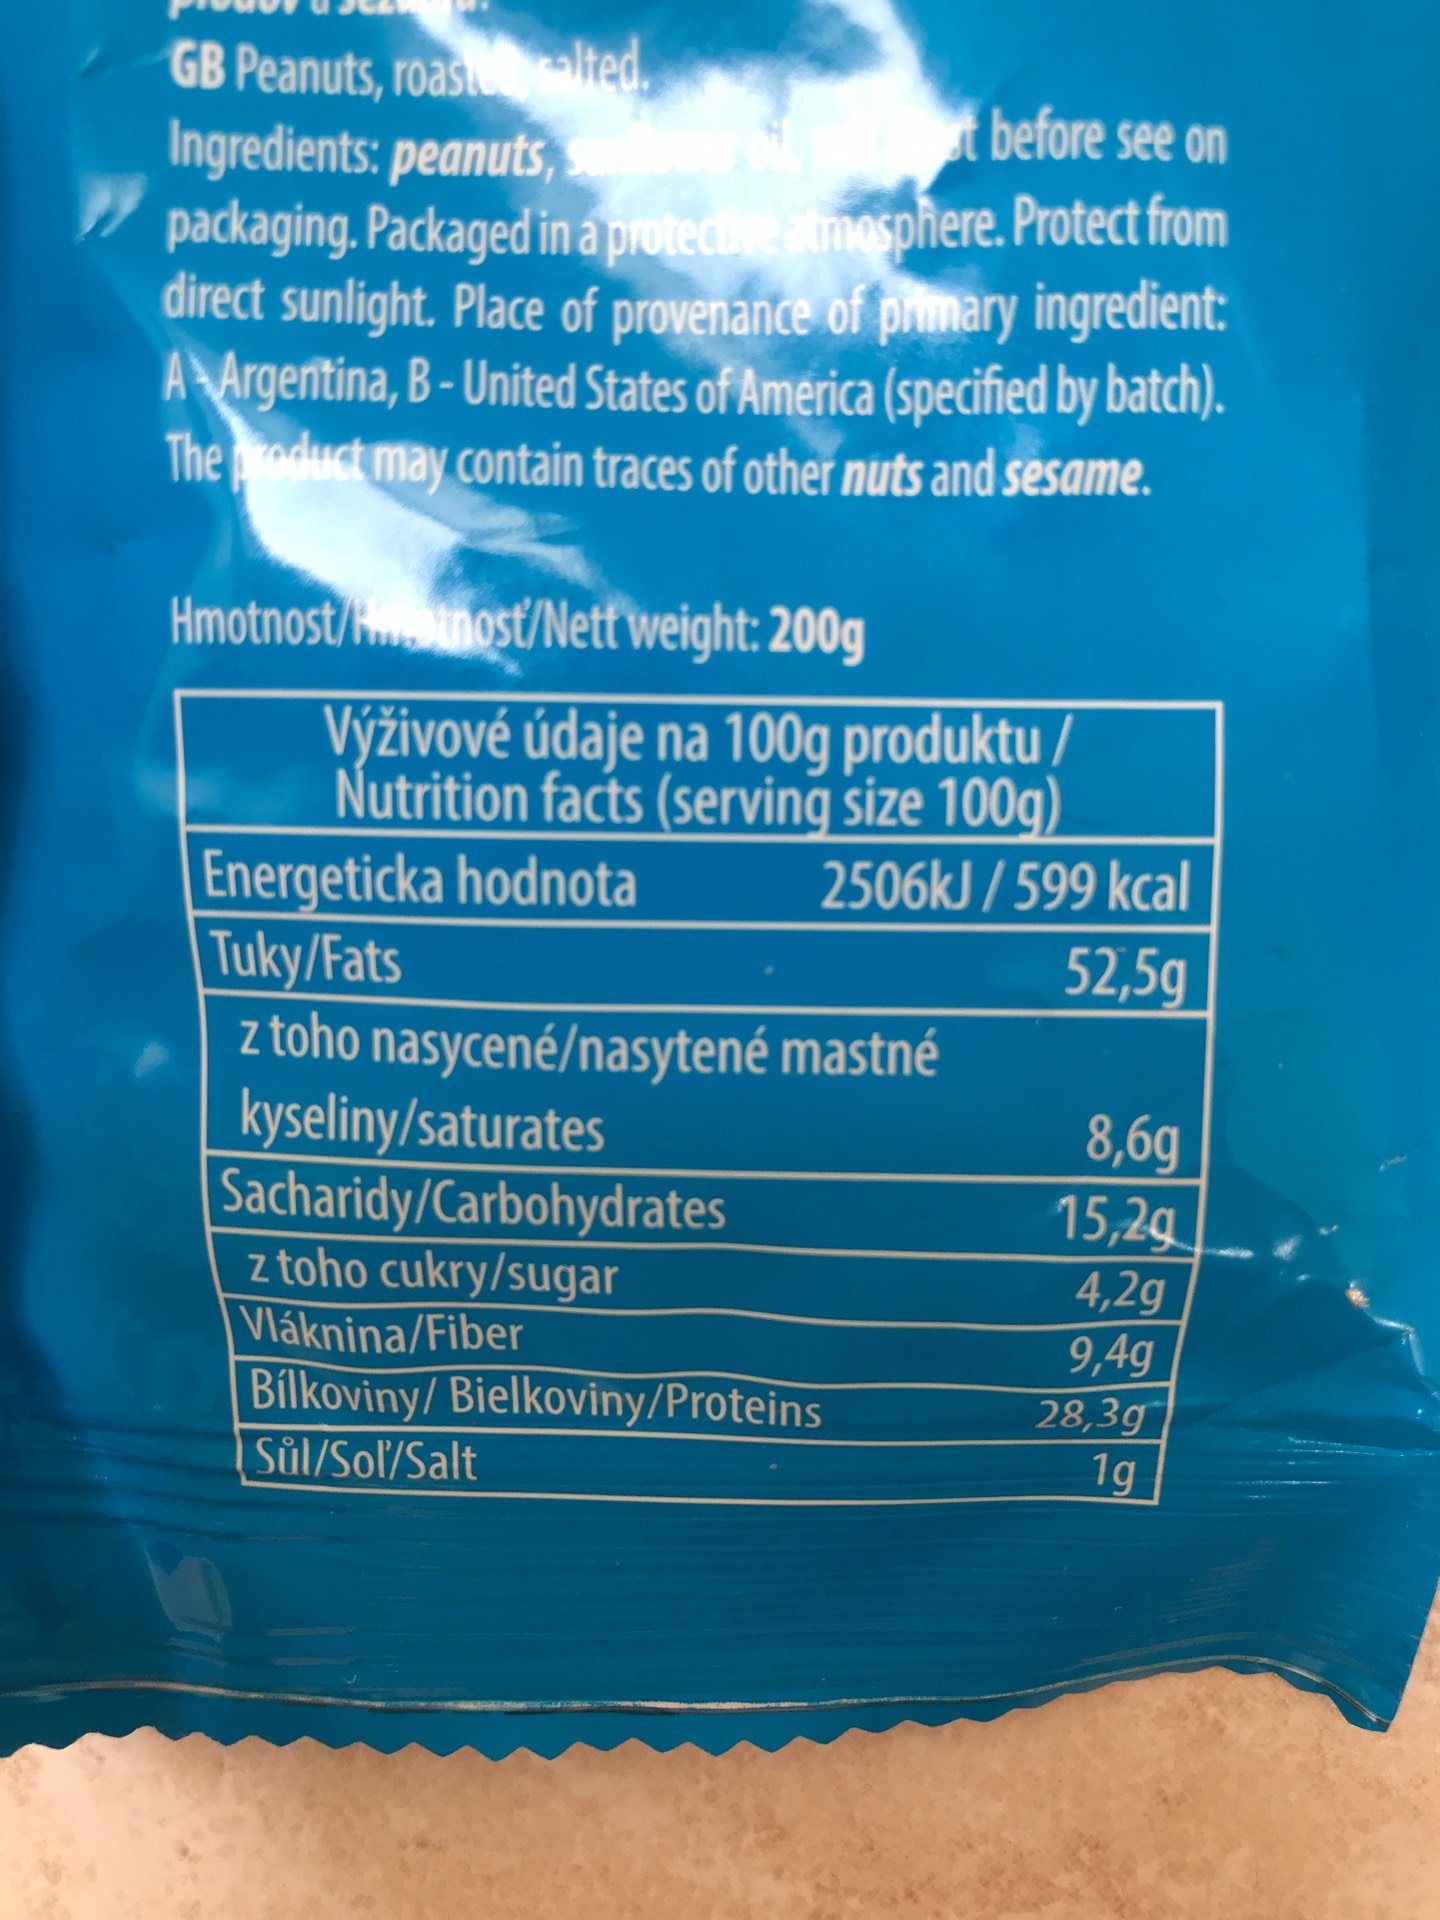 GB Peanuts, roasted, salted.
Ingredients: peanuts, sunflower oil, before see on
packaging. Packaged in a protective atmosphere. Protect from
direct sunlight. Place of provenance of primary ingredient:
A - Argentina, B - United States of America (specified by batch).
The product may contain traces of other nuts and sesame.
Hmotnost/Hmotnosť/Nett weight: 200g
Výživové údaje na 100g produktu /
Nutrition facts (serving size 100g)
Energeticka hodnota 2506kJ / 599 kcal
Tuky/Fats 52,5g
z toho nasycené/nasytené mastné
kyseliny/saturates 8,6g
Sacharidy/Carbohydrates 15,2g
z toho cukry/sugar 4,2g
Vláknina/Fiber 9,4g
Bílkoviny/ Bielkoviny/Proteins 28,3g
Sůl/Soľ/Salt 1g